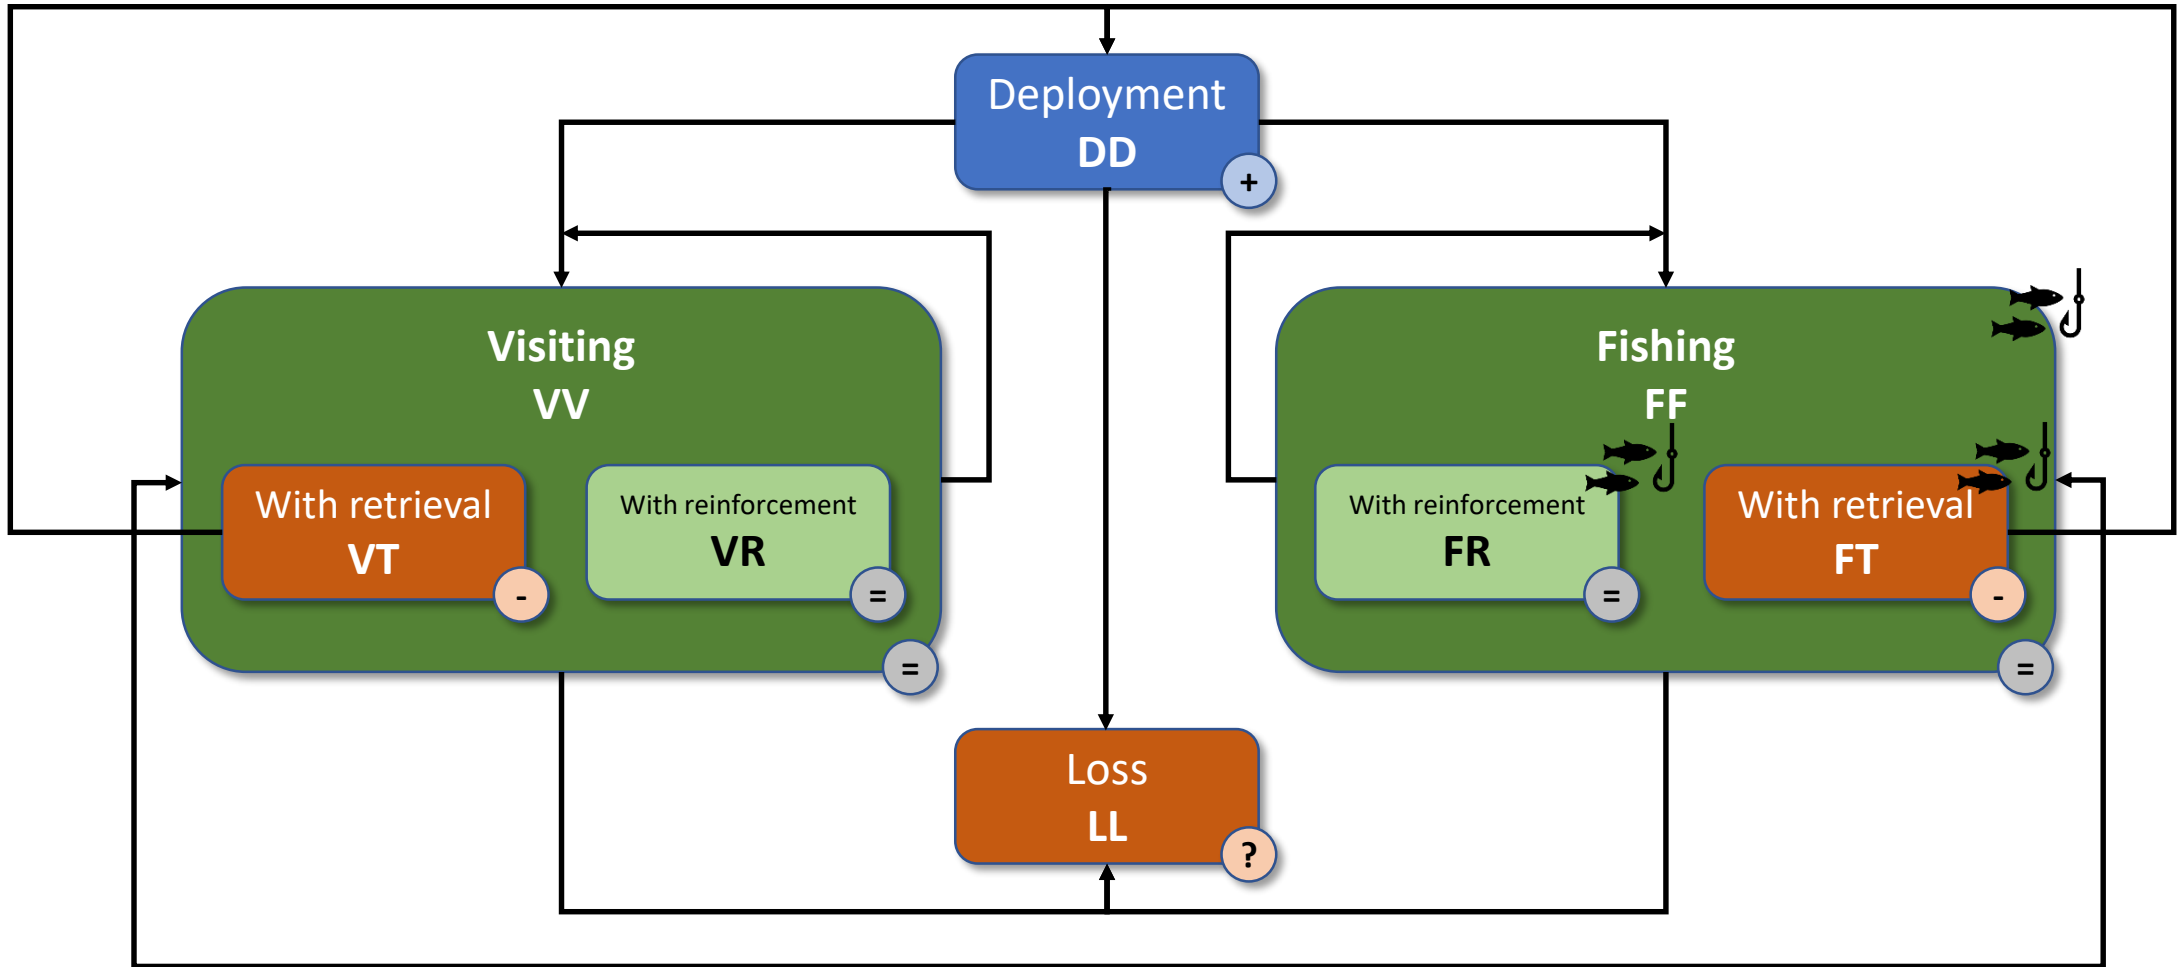 Deployment
DD
+
Visiting
VV
With retrieval
VT
-
With reinforcement
VR
=
=
Fishing
FF
With reinforcement
FR
=
With retrieval
FT
-
=
Loss
LL
?